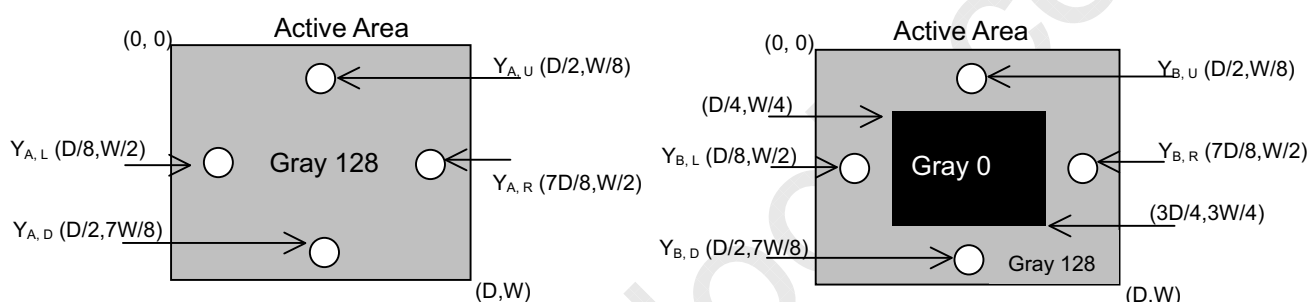 Active Area
(0, 0)
Y_A, U (D/2,W/8)
Y_A, L (D/8,W/2)
Gray 128
Y_A, R (7D/8,W/2)
Y_A, D (D/2,7W/8)
(D,W)
Active Area
(0, 0)
Y_B, U (D/2,W/8)
(D/4,W/4)
Y_B, L (D/8,W/2)
Gray 0
Y_B, R (7D/8,W/2)
(3D/4,3W/4)
Y_B, D (D/2,7W/8)
Gray 128
(D,W)